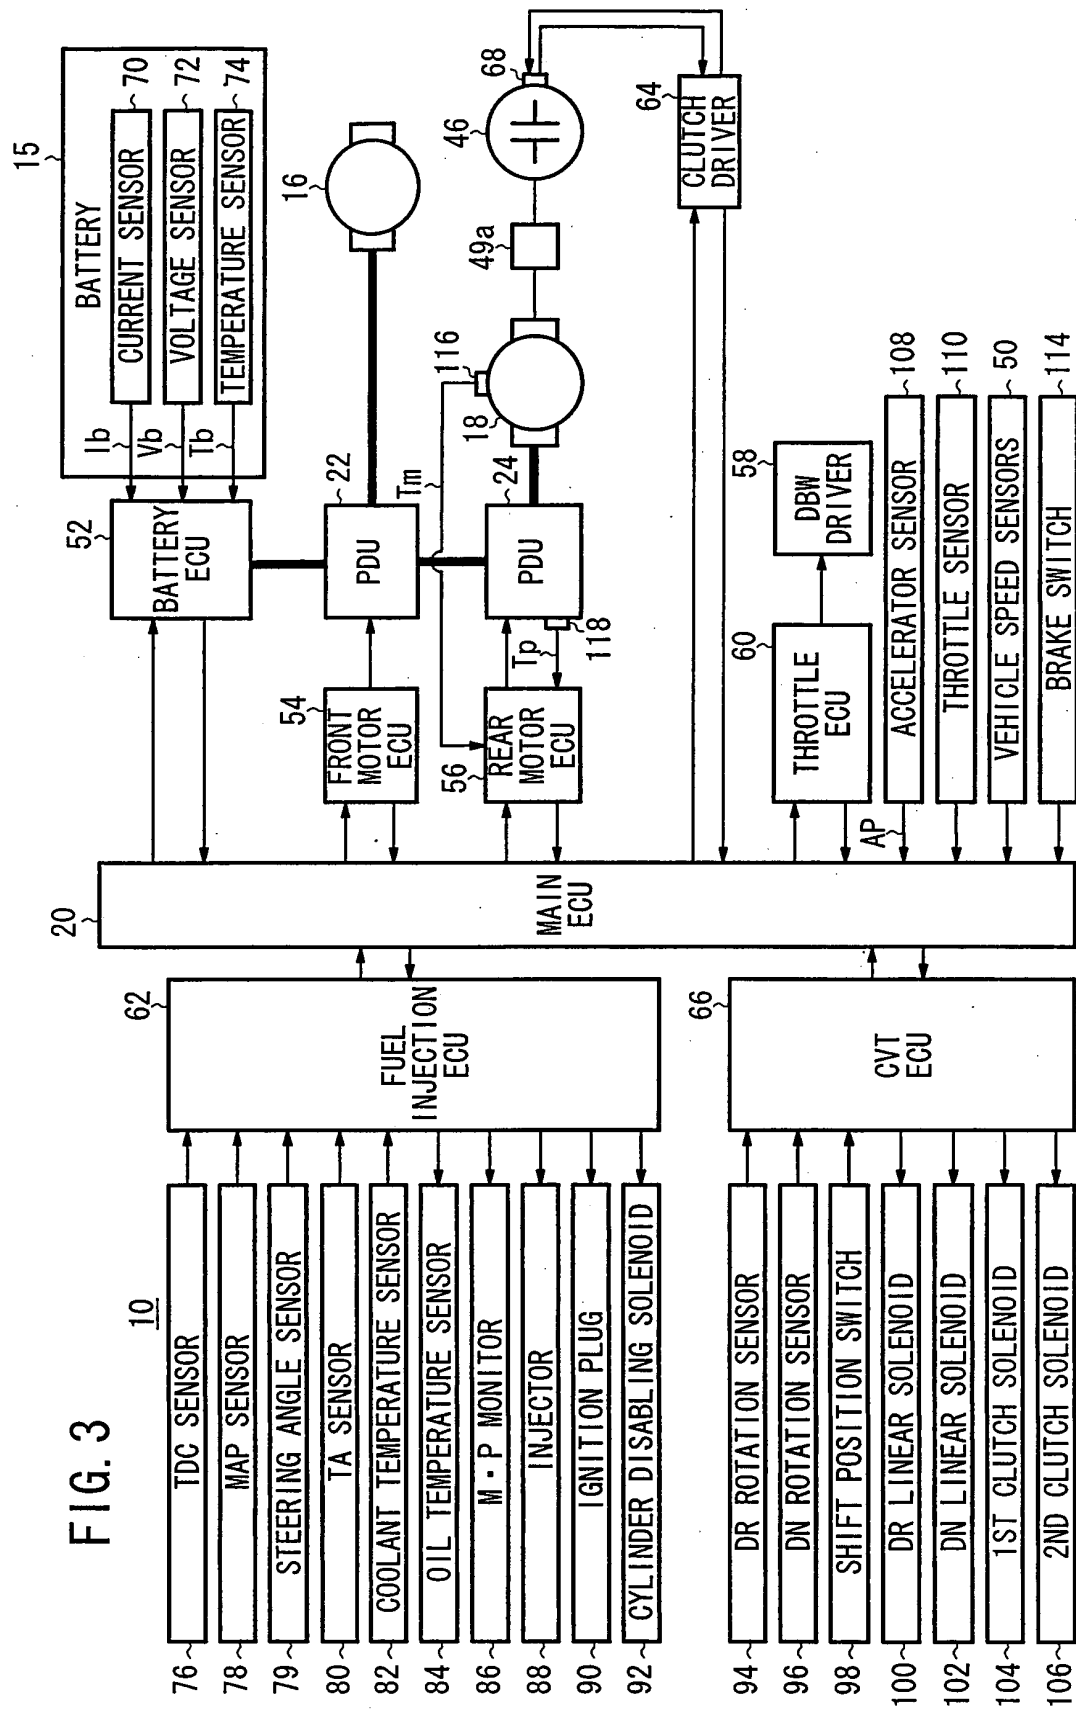 FIG. 3
10
76
TDC SENSOR
78
MAP SENSOR
79
STEERING ANGLE SENSOR
80
TA SENSOR
82
COOLANT TEMPERATURE SENSOR
84
OIL TEMPERATURE SENSOR
86
M・P MONITOR
88
INJECTOR
90
IGNITION PLUG
92
CYLINDER DISABLING SOLENOID
94
DR ROTATION SENSOR
96
DN ROTATION SENSOR
98
SHIFT POSITION SWITCH
100
DR LINEAR SOLENOID
102
DN LINEAR SOLENOID
104
1ST CLUTCH SOLENOID
106
2ND CLUTCH SOLENOID
62
FUEL
INJECTION
ECU
66
CVT
ECU
20
MAIN
ECU
52
BATTERY
ECU
Ib
Vb
Tb
15
BATTERY
CURRENT SENSOR
70
VOLTAGE SENSOR
72
TEMPERATURE SENSOR
74
54
FRONT
MOTOR
ECU
22
PDU
16
56
REAR
MOTOR
ECU
Tp
118
Tm
24
PDU
18
116
49a
46
68
64
CLUTCH
DRIVER
60
THROTTLE
ECU
58
DBW
DRIVER
AP
ACCELERATOR SENSOR
108
THROTTLE SENSOR
110
VEHICLE SPEED SENSORS
50
BRAKE SWITCH
114